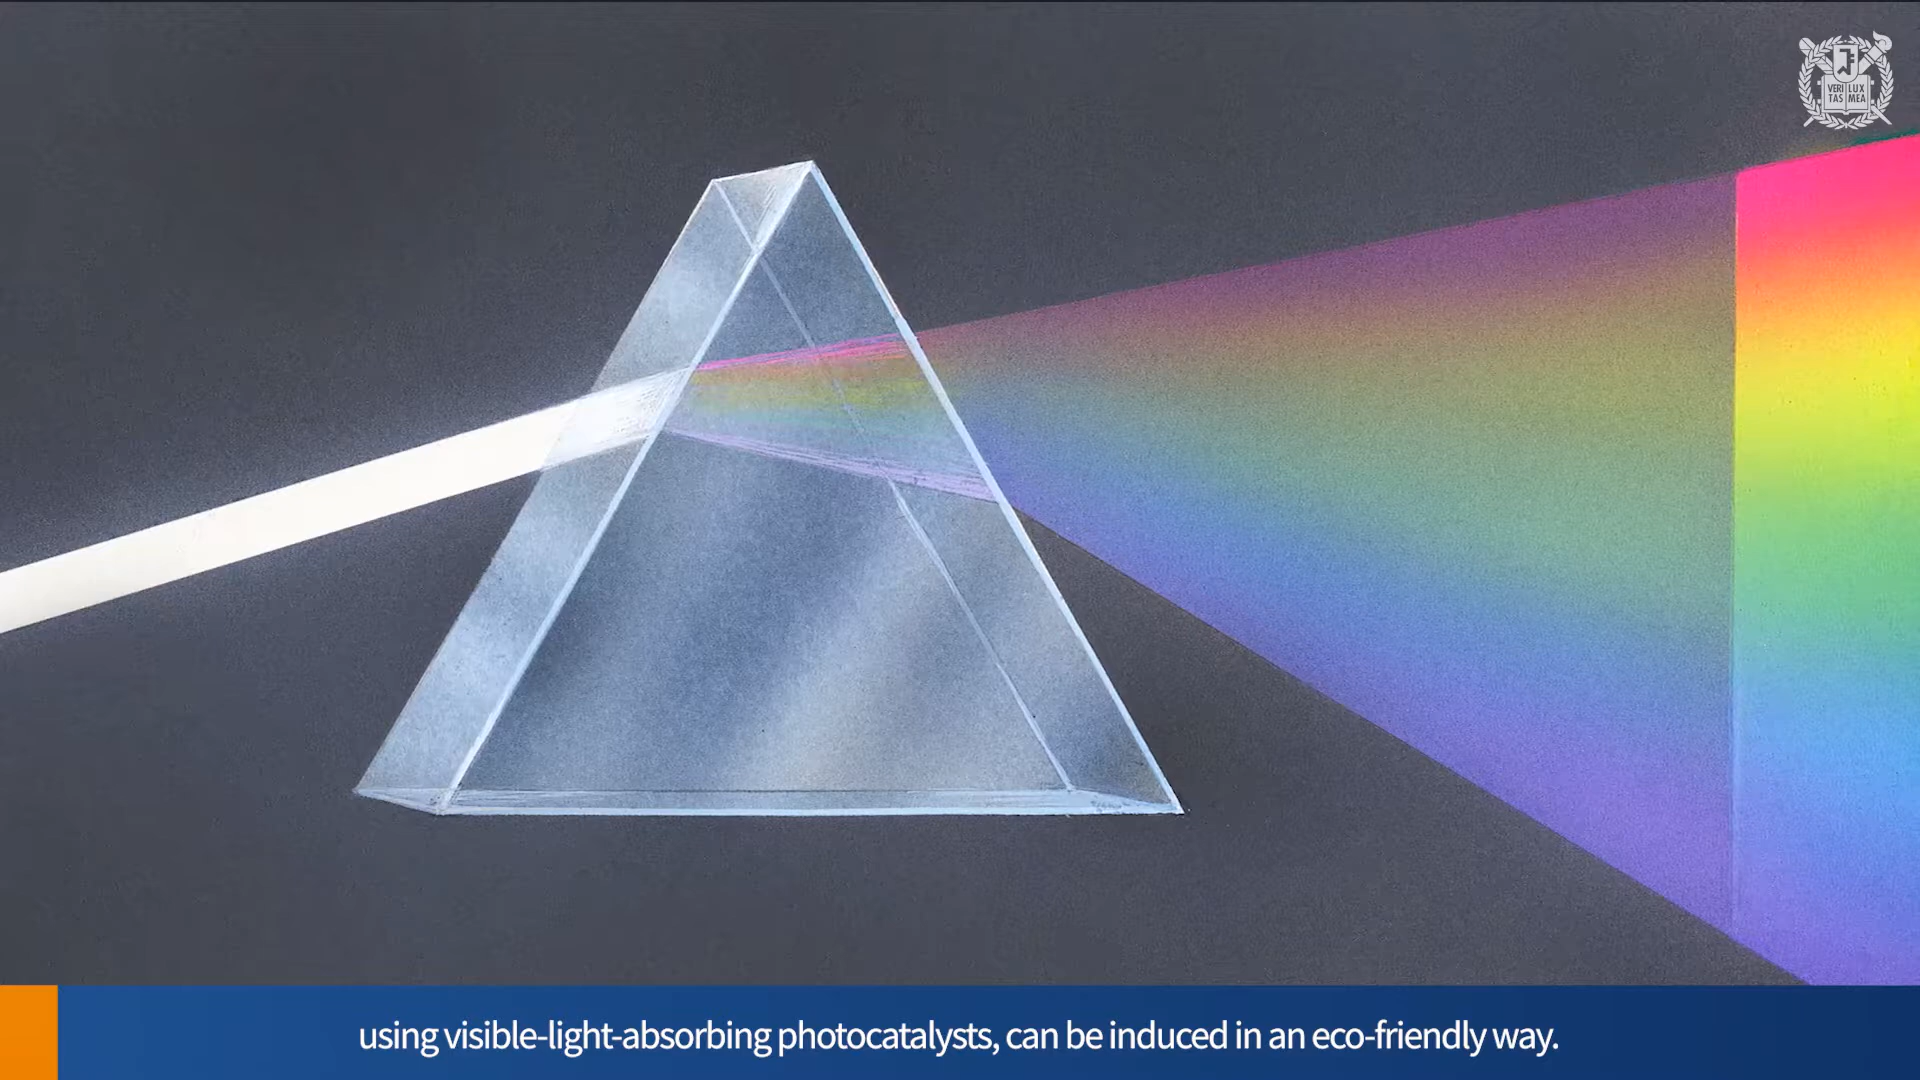 VERI LUX
TAS MEA
using visible-light-absorbing photocatalysts, can be induced in an eco-friendly way.